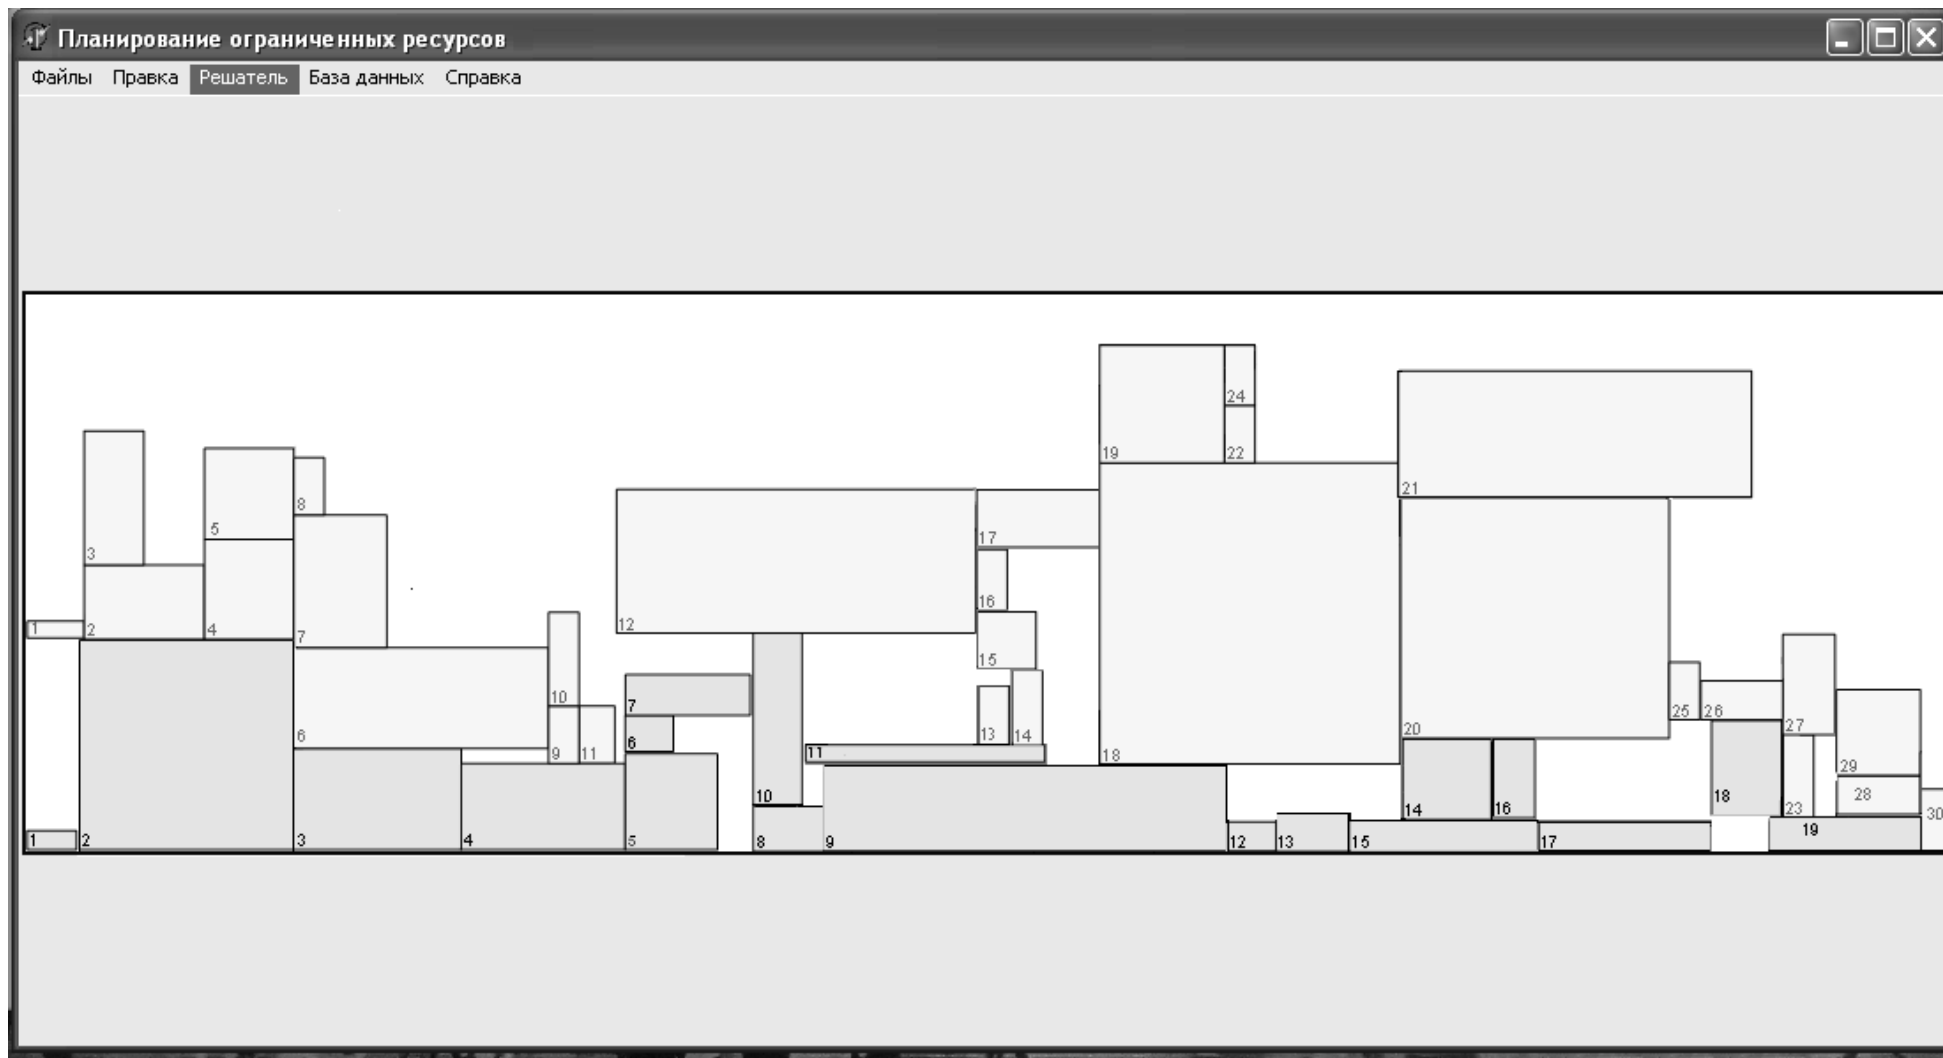 Планирование ограниченных ресурсов
Файлы Правка Решатель База данных Справка
24
19 22
8
21
5
3 17
16
12
1 2 4
7
15
10
7
25 26
27
6 20
6 13 14
9 11 11 18
29
10 28
18
14 16 23
30
19
1 2 3 4 5 8 9 12 13 15 17